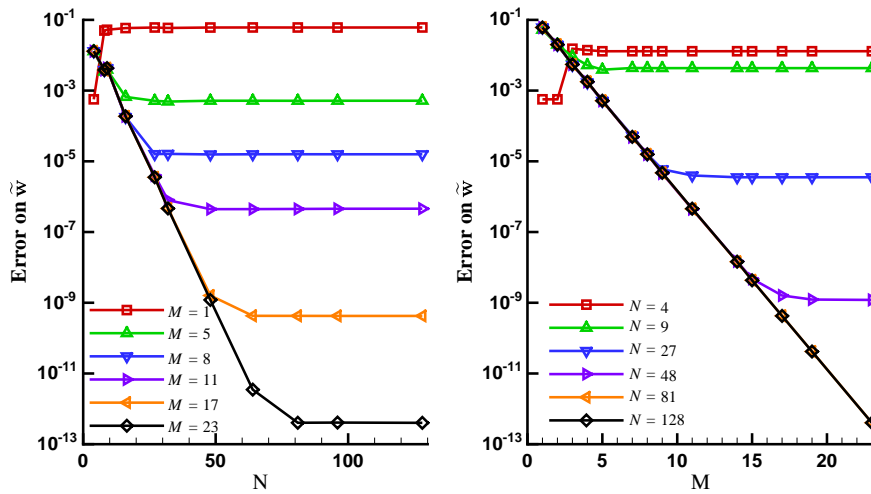 Error on w̃
10⁻¹
10⁻³
10⁻⁵
10⁻⁷
10⁻⁹
10⁻¹¹
10⁻¹³
0
50
100
N
M = 1
M = 5
M = 8
M = 11
M = 17
M = 23
Error on w̃
10⁻¹
10⁻³
10⁻⁵
10⁻⁷
10⁻⁹
10⁻¹¹
10⁻¹³
0
5
10
15
20
M
N = 4
N = 9
N = 27
N = 48
N = 81
N = 128